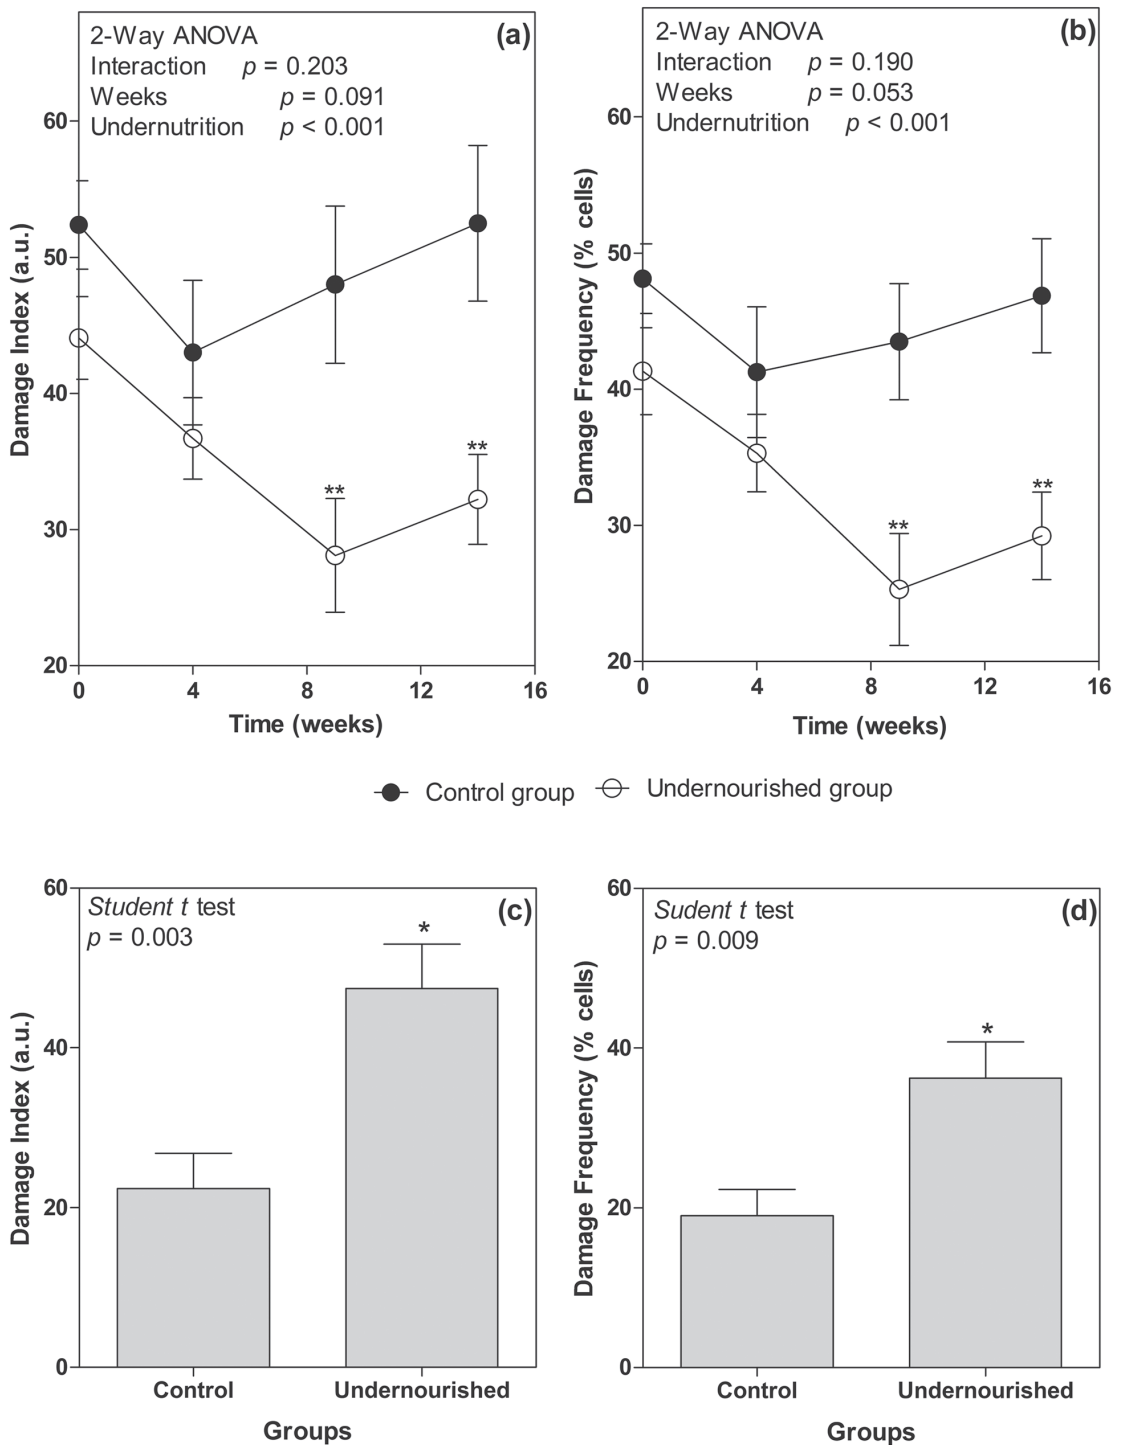 2-Way ANOVA
Interaction p = 0.203
Weeks p = 0.091
Undernutrition p < 0.001
(a)
60
50
40
30
20
0 4 8 12 16
Damage Index (a.u.)
Time (weeks)
**
**
2-Way ANOVA
Interaction p = 0.190
Weeks p = 0.053
Undernutrition p < 0.001
(b)
60
50
40
30
20
0 4 8 12 16
Damage Frequency (% cells)
Time (weeks)
**
**
Control group Undernourished group
Student t test
p = 0.003
(c)
*
60
40
20
0
Damage Index (a.u.)
Control Undernourished
Groups
Sudent t test
p = 0.009
(d)
*
60
40
20
0
Damage Frequency (% cells)
Control Undernourished
Groups